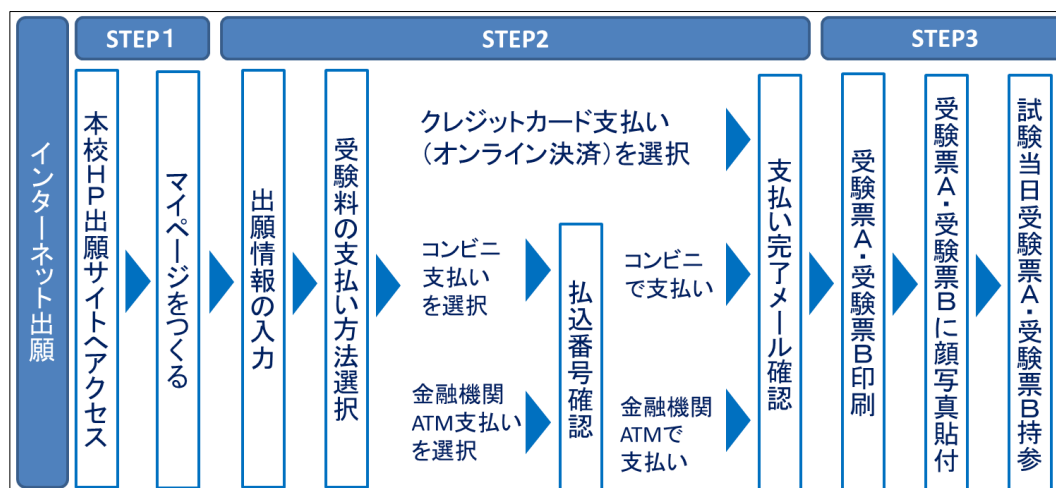 STEP1
STEP2
STEP3
インターネット出願
本校HP出願サイトへアクセス
マイページをつくる
出願情報の入力
受験料の支払い方法選択
クレジットカード支払い
（オンライン決済）を選択
コンビニ
支払い
を選択
金融機関
ATM支払い
を選択
払込番号確認
コンビニ
で支払い
金融機関
ATMで
支払い
支払い完了メール確認
受験票A・受験票B印刷
受験票A・受験票Bに顔写真貼付
試験当日受験票A・受験票B持参